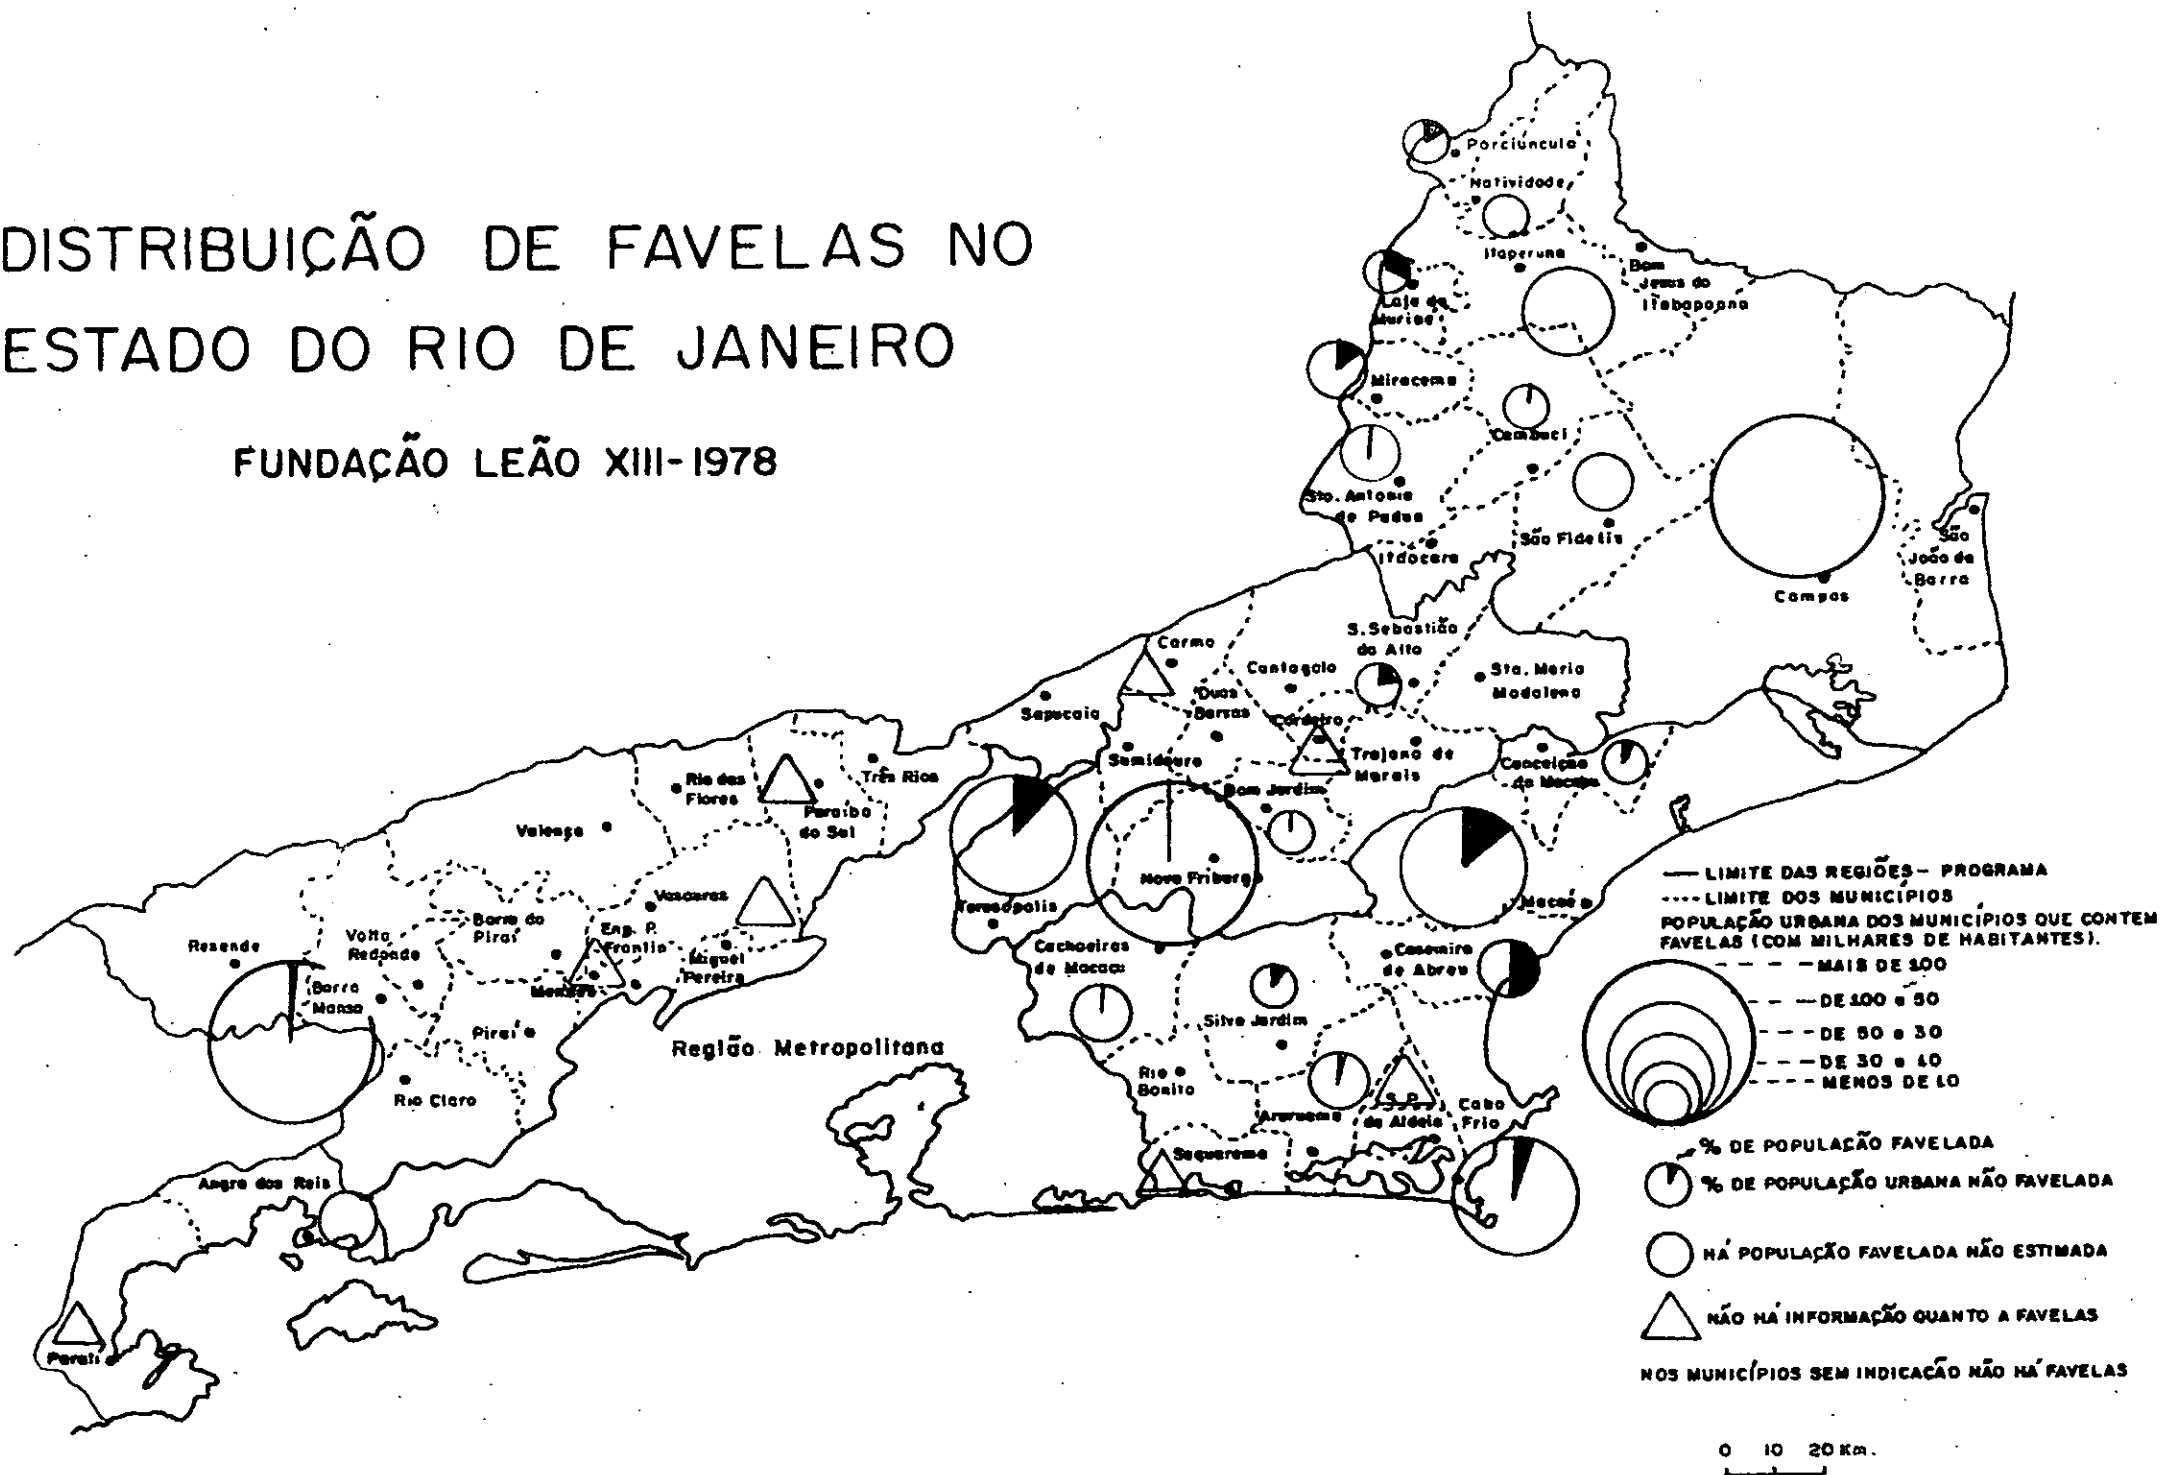 DISTRIBUIÇÃO DE FAVELAS NO
ESTADO DO RIO DE JANEIRO
FUNDAÇÃO LEÃO XIII-1978
Porciúncula
Natividade
Itaperuna
Bom
Jesus do
Itabapoana
Laje do
Muriaé
Miracema
Cambuci
Sto. Antonio
de Padua
São Fidelis
Itaocara
Campos
São
João da
Barra
S. Sebastião
do Alto
Carmo
Cantagalo
Sta. Maria
Madalena
Duas
Barras
Sapucaia
Cordeiro
Sumidouro
Trajano de
Morais
Conceição
de Macabu
Três Rios
Rio das
Flores
Paraíba
do Sul
Bom Jardim
Valença
Nova Friburgo
Vassouras
Teresópolis
Macaé
Barra do
Piraí
Eng. P.
Frontin
Volta
Redonda
Resende
Miguel
Pereira
Cachoeiras
de Macacu
Casemiro
de Abreu
Mendes
Barra
Mansa
Silva Jardim
Piraí
Região Metropolitana
Rio
Bonito
Rio Claro
S. P.
da Aldeia
Cabo
Frio
Araruama
Saquarema
Angra dos Reis
Parati
LIMITE DAS REGIÕES - PROGRAMA
LIMITE DOS MUNICÍPIOS
POPULAÇÃO URBANA DOS MUNICÍPIOS QUE CONTEM
FAVELAS (COM MILHARES DE HABITANTES).
MAIS DE 100
DE 100 a 50
DE 50 a 30
DE 30 a 10
MENOS DE 10
% DE POPULAÇÃO FAVELADA
% DE POPULAÇÃO URBANA NÃO FAVELADA
HÁ POPULAÇÃO FAVELADA NÃO ESTIMADA
NÃO HÁ INFORMAÇÃO QUANTO A FAVELAS
NOS MUNICÍPIOS SEM INDICAÇÃO NÃO HÁ FAVELAS
0 10 20 Km.